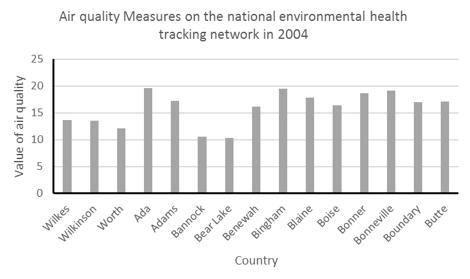 Air quality Measures on the national environmental health
tracking network in 2004
Value of air quality
25
20
15
10
5
0
Wilkes
Wilkinson
Worth
Ada
Adams
Bannock
Bear Lake
Benewah
Bingham
Blaine
Boise
Bonner
Bonneville
Boundary
Butte
Country